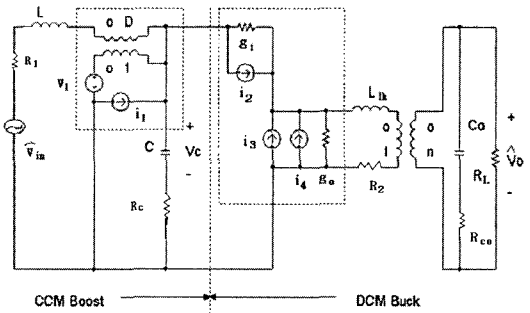 L
o D
g₁
R₁
o 1
V₁
i₁
i₂
v̂in
+
C Vc
-
Rc
i₃
i₄
g₀
Llk
o o
1 n
R₂
Co
+
V̂o
RL
-
Rco
CCM Boost
DCM Buck